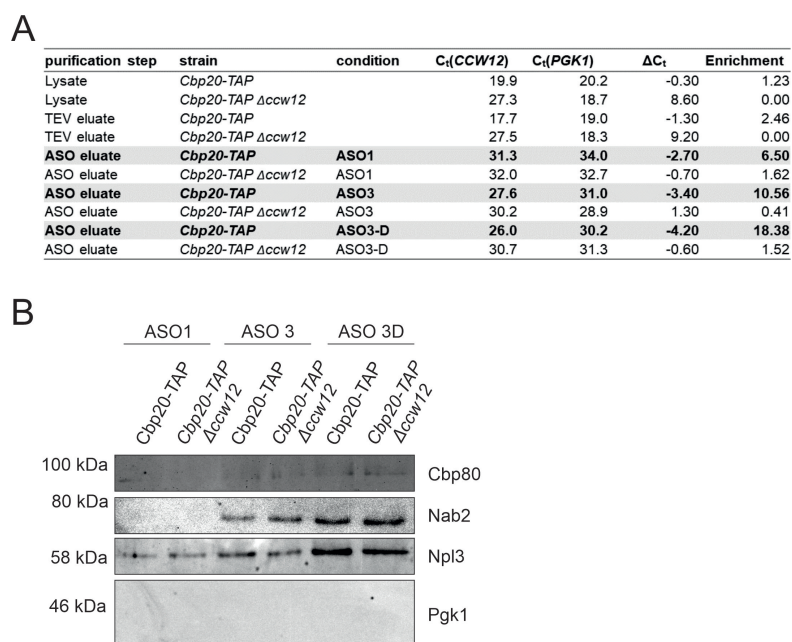 A
purification step strain condition Ct(CCW12) Ct(PGK1) ΔCt Enrichment
Lysate Cbp20-TAP 19.9 20.2 -0.30 1.23
Lysate Cbp20-TAP Δccw12 27.3 18.7 8.60 0.00
TEV eluate Cbp20-TAP 17.7 19.0 -1.30 2.46
TEV eluate Cbp20-TAP Δccw12 27.5 18.3 9.20 0.00
ASO eluate Cbp20-TAP ASO1 31.3 34.0 -2.70 6.50
ASO eluate Cbp20-TAP Δccw12 ASO1 32.0 32.7 -0.70 1.62
ASO eluate Cbp20-TAP ASO3 27.6 31.0 -3.40 10.56
ASO eluate Cbp20-TAP Δccw12 ASO3 30.2 28.9 1.30 0.41
ASO eluate Cbp20-TAP ASO3-D 26.0 30.2 -4.20 18.38
ASO eluate Cbp20-TAP Δccw12 ASO3-D 30.7 31.3 -0.60 1.52
B
ASO1 ASO 3 ASO 3D
Cbp20-TAP
Cbp20-TAP
Δccw12
Cbp20-TAP
Cbp20-TAP
Δccw12
Cbp20-TAP
Cbp20-TAP
Δccw12
100 kDa Cbp80
80 kDa Nab2
58 kDa Npl3
46 kDa Pgk1